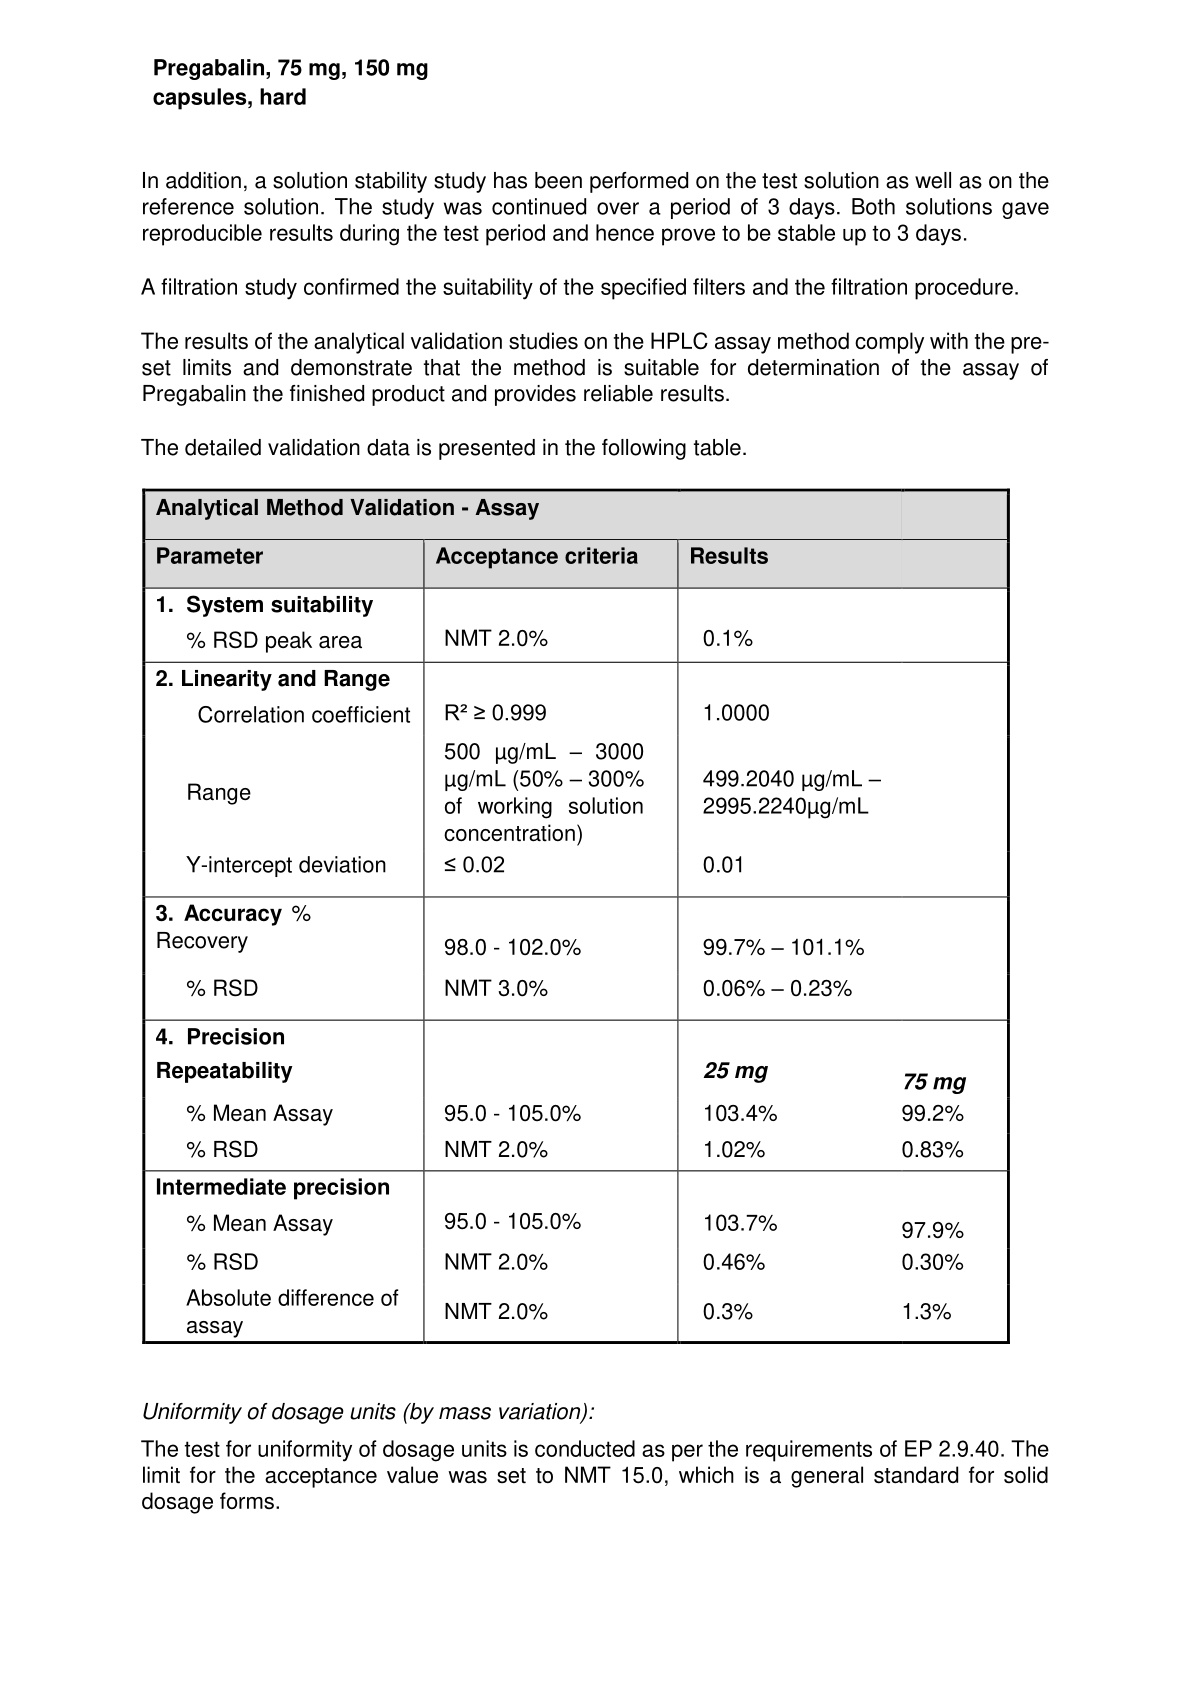 Pregabalin, 75 mg, 150 mg
capsules, hard
In addition, a solution stability study has been performed on the test solution as well as on the
reference solution. The study was continued over a period of 3 days. Both solutions gave
reproducible results during the test period and hence prove to be stable up to 3 days.
A filtration study confirmed the suitability of the specified filters and the filtration procedure.
The results of the analytical validation studies on the HPLC assay method comply with the pre-
set limits and demonstrate that the method is suitable for determination of the assay of
Pregabalin the finished product and provides reliable results.
The detailed validation data is presented in the following table.
Analytical Method Validation - Assay
Parameter Acceptance criteria Results
1. System suitability
% RSD peak area NMT 2.0% 0.1%
2. Linearity and Range
Correlation coefficient R² ≥ 0.999 1.0000
Range
500 µg/mL – 3000
µg/mL (50% – 300%
of working solution
concentration)
499.2040 µg/mL –
2995.2240µg/mL
Y-intercept deviation ≤ 0.02 0.01
3. Accuracy %
Recovery 98.0 - 102.0% 99.7% – 101.1%
% RSD NMT 3.0% 0.06% – 0.23%
4. Precision
Repeatability 25 mg 75 mg
% Mean Assay 95.0 - 105.0% 103.4% 99.2%
% RSD NMT 2.0% 1.02% 0.83%
Intermediate precision
% Mean Assay 95.0 - 105.0% 103.7% 97.9%
% RSD NMT 2.0% 0.46% 0.30%
Absolute difference of
assay
NMT 2.0% 0.3% 1.3%
Uniformity of dosage units (by mass variation):
The test for uniformity of dosage units is conducted as per the requirements of EP 2.9.40. The
limit for the acceptance value was set to NMT 15.0, which is a general standard for solid
dosage forms.